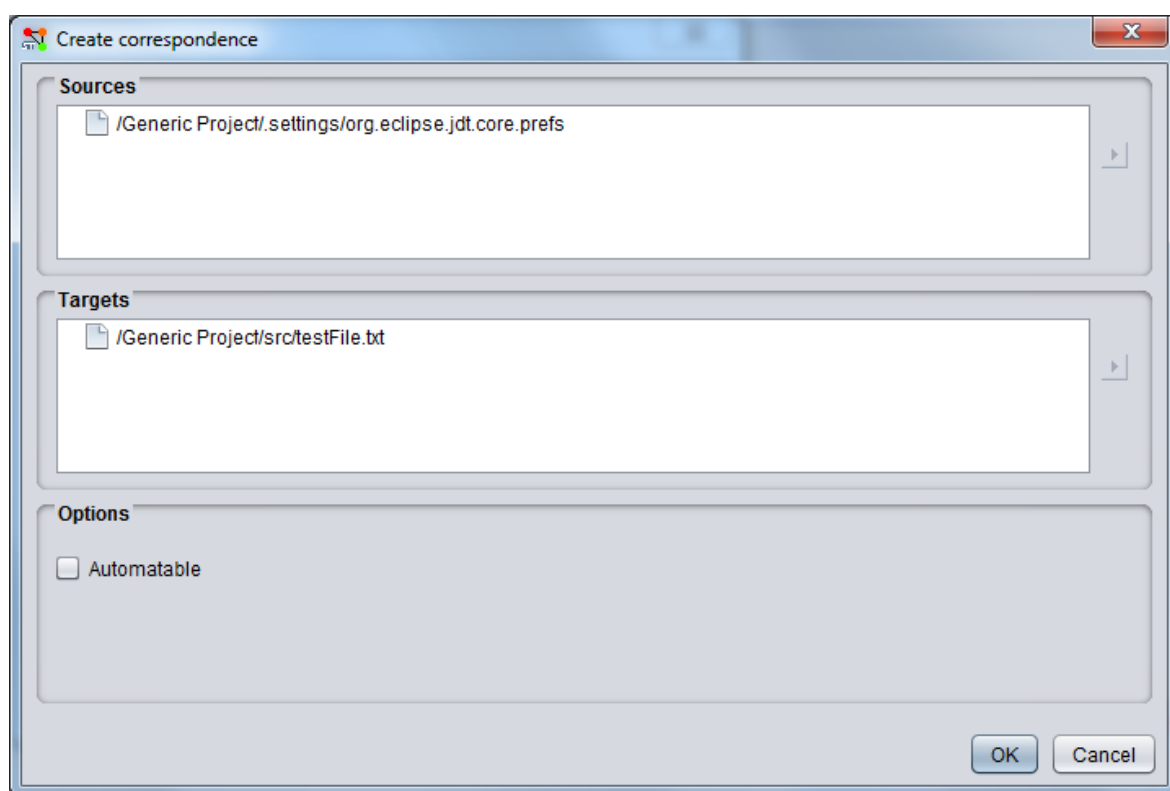 Create correspondence
Sources
/Generic Project/.settings/org.eclipse.jdt.core.prefs
Targets
/Generic Project/src/testFile.txt
Options
Automatable
OK Cancel